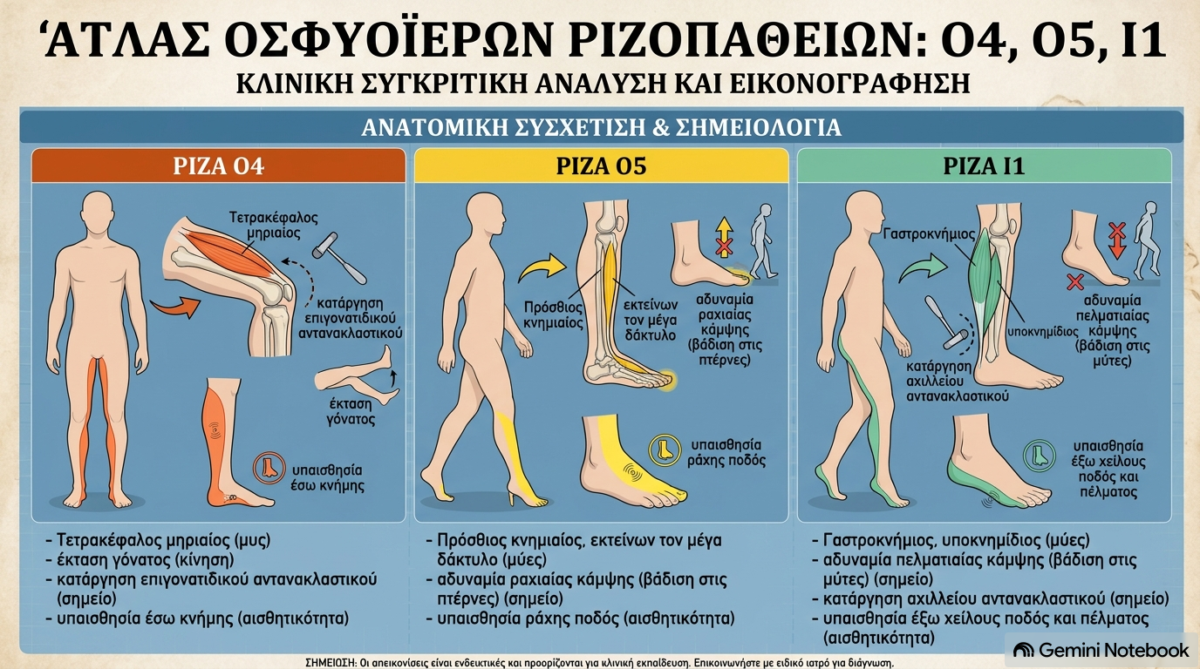 ‘ΑΤΛΑΣ ΟΣΦΥΟΪΕΡΩΝ ΡΙΖΟΠΑΘΕΙΩΝ: Ο4, Ο5, Ι1
ΚΛΙΝΙΚΗ ΣΥΓΚΡΙΤΙΚΗ ΑΝΑΛΥΣΗ ΚΑΙ ΕΙΚΟΝΟΓΡΑΦΗΣΗ
ΑΝΑΤΟΜΙΚΗ ΣΥΣΧΕΤΙΣΗ & ΣΗΜΕΙΟΛΟΓΙΑ
ΡΙΖΑ Ο4
Τετρακέφαλος
μηριαίος
κατάργηση
επιγονατιδικού
αντανακλαστικού
έκταση
γόνατος
υπαισθησία
έσω κνήμης
- Τετρακέφαλος μηριαίος (μυς)
- έκταση γόνατος (κίνηση)
- κατάργηση επιγονατιδικού αντανακλαστικού
(σημείο)
- υπαισθησία έσω κνήμης (αισθητικότητα)
ΡΙΖΑ Ο5
Πρόσθιος
κνημιαίος
εκτείνων
τον μέγα
δάκτυλο
αδυναμία
ραχιαίας
κάμψης
(βάδιση στις
πτέρνες)
υπαισθησία
ράχης ποδός
- Πρόσθιος κνημιαίος, εκτείνων τον μέγα
δάκτυλο (μύες)
- αδυναμία ραχιαίας κάμψης (βάδιση στις
πτέρνες) (σημείο)
- υπαισθησία ράχης ποδός (αισθητικότητα)
ΡΙΖΑ Ι1
Γαστροκνήμιος
υποκνημίδιος
κατάργηση
αχιλλείου
αντανακλαστικού
αδυναμία
πελματιαίας
κάμψης
(βάδιση στις
μύτες)
υπαισθησία
έξω χείλους
ποδός και
πέλματος
- Γαστροκνήμιος, υποκνημίδιος (μύες)
- αδυναμία πελματιαίας κάμψης (βάδιση στις
μύτες) (σημείο)
- κατάργηση αχιλλείου αντανακλαστικού (σημείο)
- υπαισθησία έξω χείλους ποδός και πέλματος
(αισθητικότητα)
ΣΗΜΕΙΩΣΗ: Οι απεικονίσεις είναι ενδεικτικές και προορίζονται για κλινική εκπαίδευση. Επικοινωνήστε με ειδικό ιατρό για διάγνωση.
Gemini Notebook